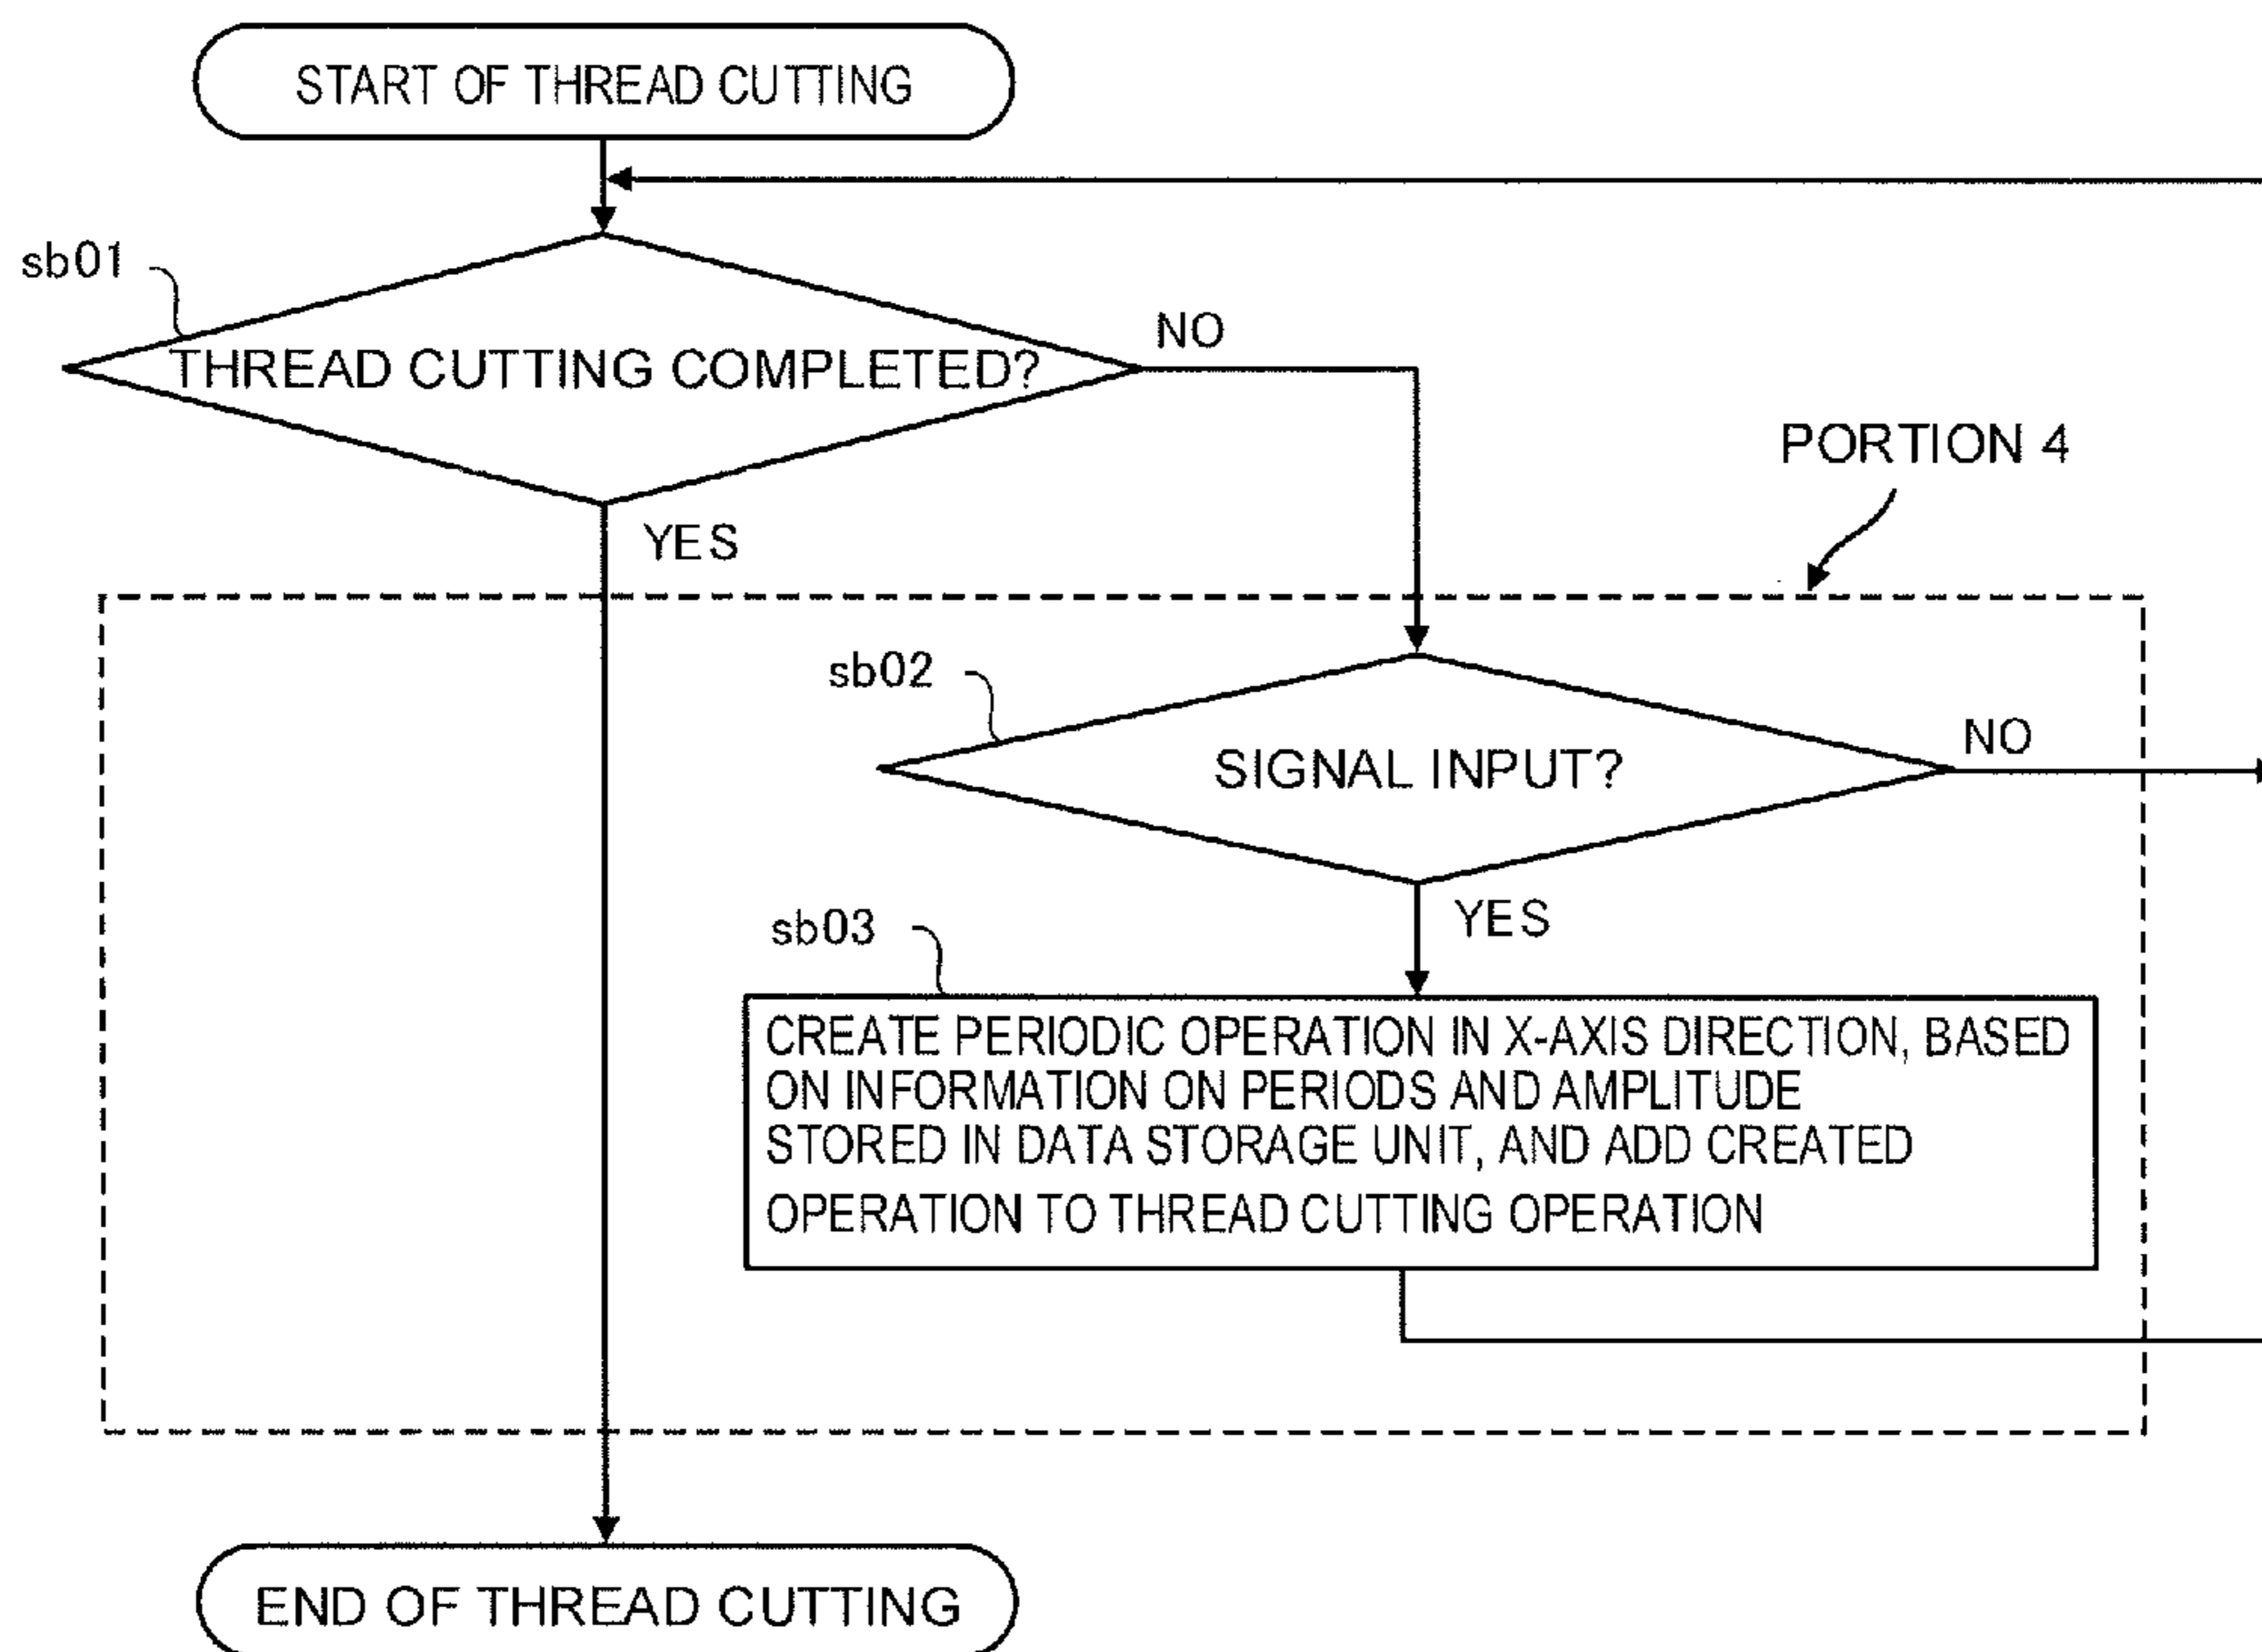 START OF THREAD CUTTING
sb01
THREAD CUTTING COMPLETED?
NO
YES
PORTION 4
sb02
SIGNAL INPUT?
NO
YES
sb03
CREATE PERIODIC OPERATION IN X-AXIS DIRECTION, BASED
ON INFORMATION ON PERIODS AND AMPLITUDE
STORED IN DATA STORAGE UNIT, AND ADD CREATED
OPERATION TO THREAD CUTTING OPERATION
END OF THREAD CUTTING